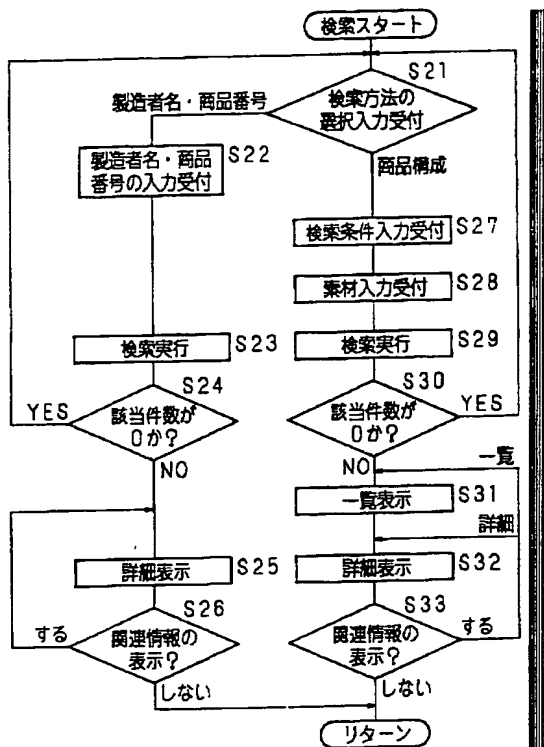 検索スタート
S21
検索方法の
選択入力受付
製造者名・商品番号
製造者名・商品
番号の入力受付
S22
商品構成
検索条件入力受付
S27
素材入力受付
S28
検索実行
S23
検索実行
S29
S24
該当件数が
0か?
YES
NO
S30
該当件数が
0か?
YES
NO
一覧
一覧表示
S31
詳細
詳細表示
S25
詳細表示
S32
S26
関連情報の
表示?
する
しない
S33
関連情報の
表示?
する
しない
リターン